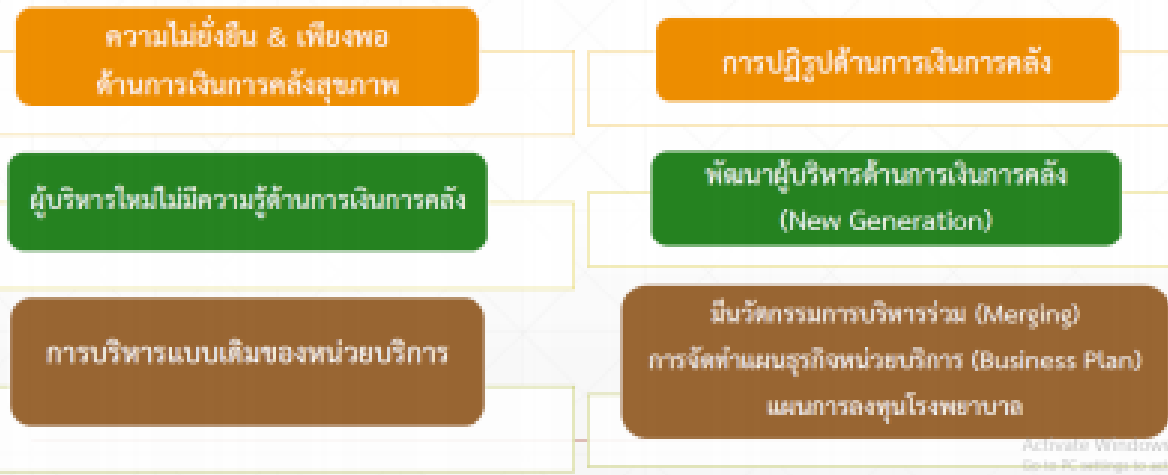 ความไม่ยั่งยืน & เพียงพอ
ด้านการเงินการคลังสุขภาพ
การปฏิรูปด้านการเงินการคลัง
ผู้บริหารใหม่ไม่มีความรู้ด้านการเงินการคลัง
พัฒนาผู้บริหารด้านการเงินการคลัง
(New Generation)
การบริหารแบบเดิมของหน่วยบริการ
มีนวัตกรรมการบริหารร่วม (Merging)
การจัดทำแผนธุรกิจหน่วยบริการ (Business Plan)
แผนการลงทุนโรงพยาบาล
Activate Windows
Go to PC settings to